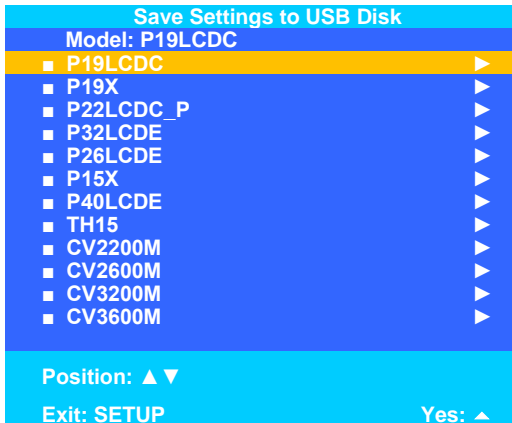 Save Settings to USB Disk
Model: P19LCDC
■ P19LCDC ►
■ P19X ►
■ P22LCDC_P ►
■ P32LCDE ►
■ P26LCDE ►
■ P15X ►
■ P40LCDE ►
■ TH15 ►
■ CV2200M ►
■ CV2600M ►
■ CV3200M ►
■ CV3600M ►
Position: ▲▼
Exit: SETUP Yes: ▲